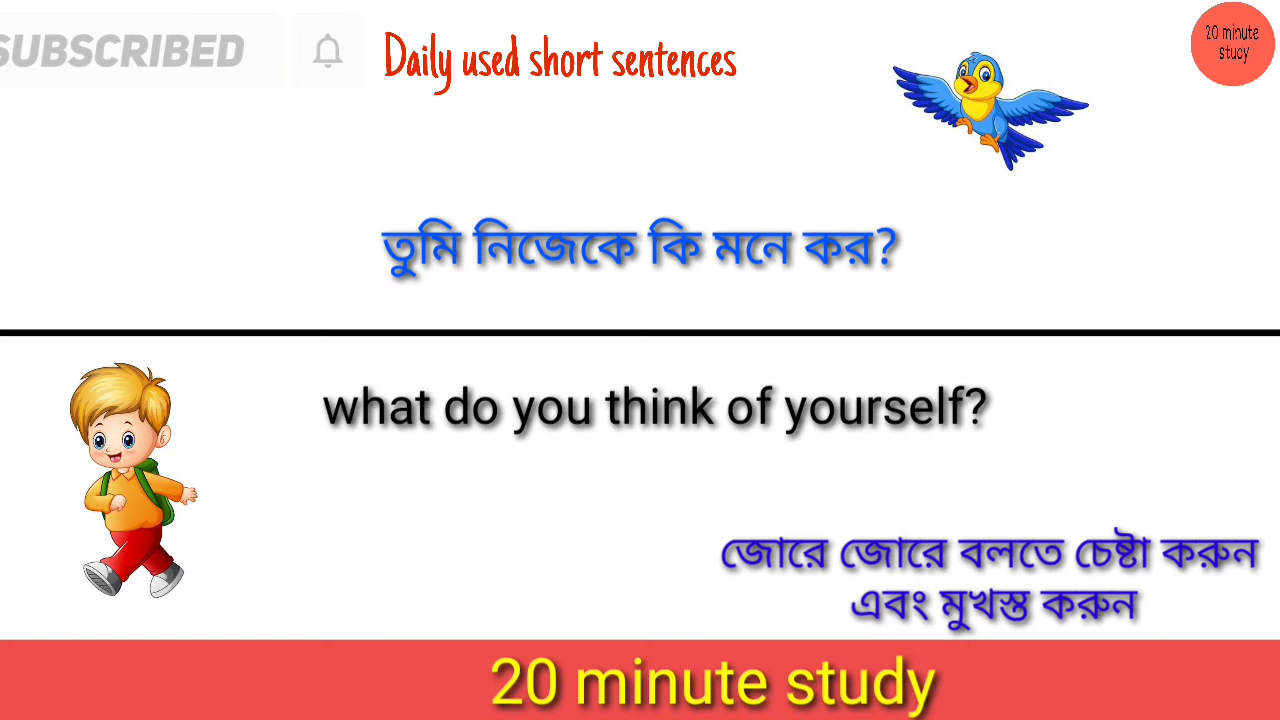 SUBSCRIBED
Daily used short sentences
20 minute
stucy
তুমি নিজেকে কি মনে কর?
what do you think of yourself?
জোরে জোরে বলতে চেষ্টা করুন
এবং মুখস্ত করুন
20 minute study